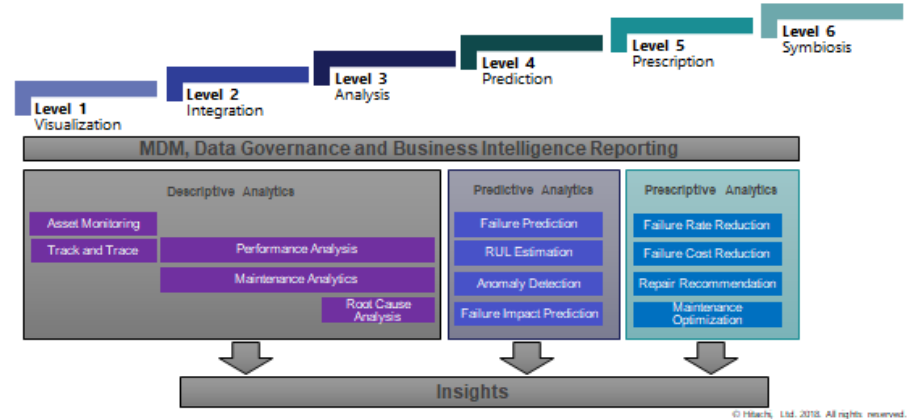 Level 1
Visualization
Level 2
Integration
Level 3
Analysis
Level 4
Prediction
Level 5
Prescription
Level 6
Symbiosis
MDM, Data Governance and Business Intelligence Reporting
Descriptive Analytics
Asset Monitoring
Track and Trace
Performance Analysis
Maintenance Analytics
Root Cause
Analysis
Predictive Analytics
Failure Prediction
RUL Estimation
Anomaly Detection
Failure Impact Prediction
Prescriptive Analytics
Failure Rate Reduction
Failure Cost Reduction
Repair Recommendation
Maintenance
Optimization
Insights
© Hitachi, Ltd. 2018. All rights reserved.